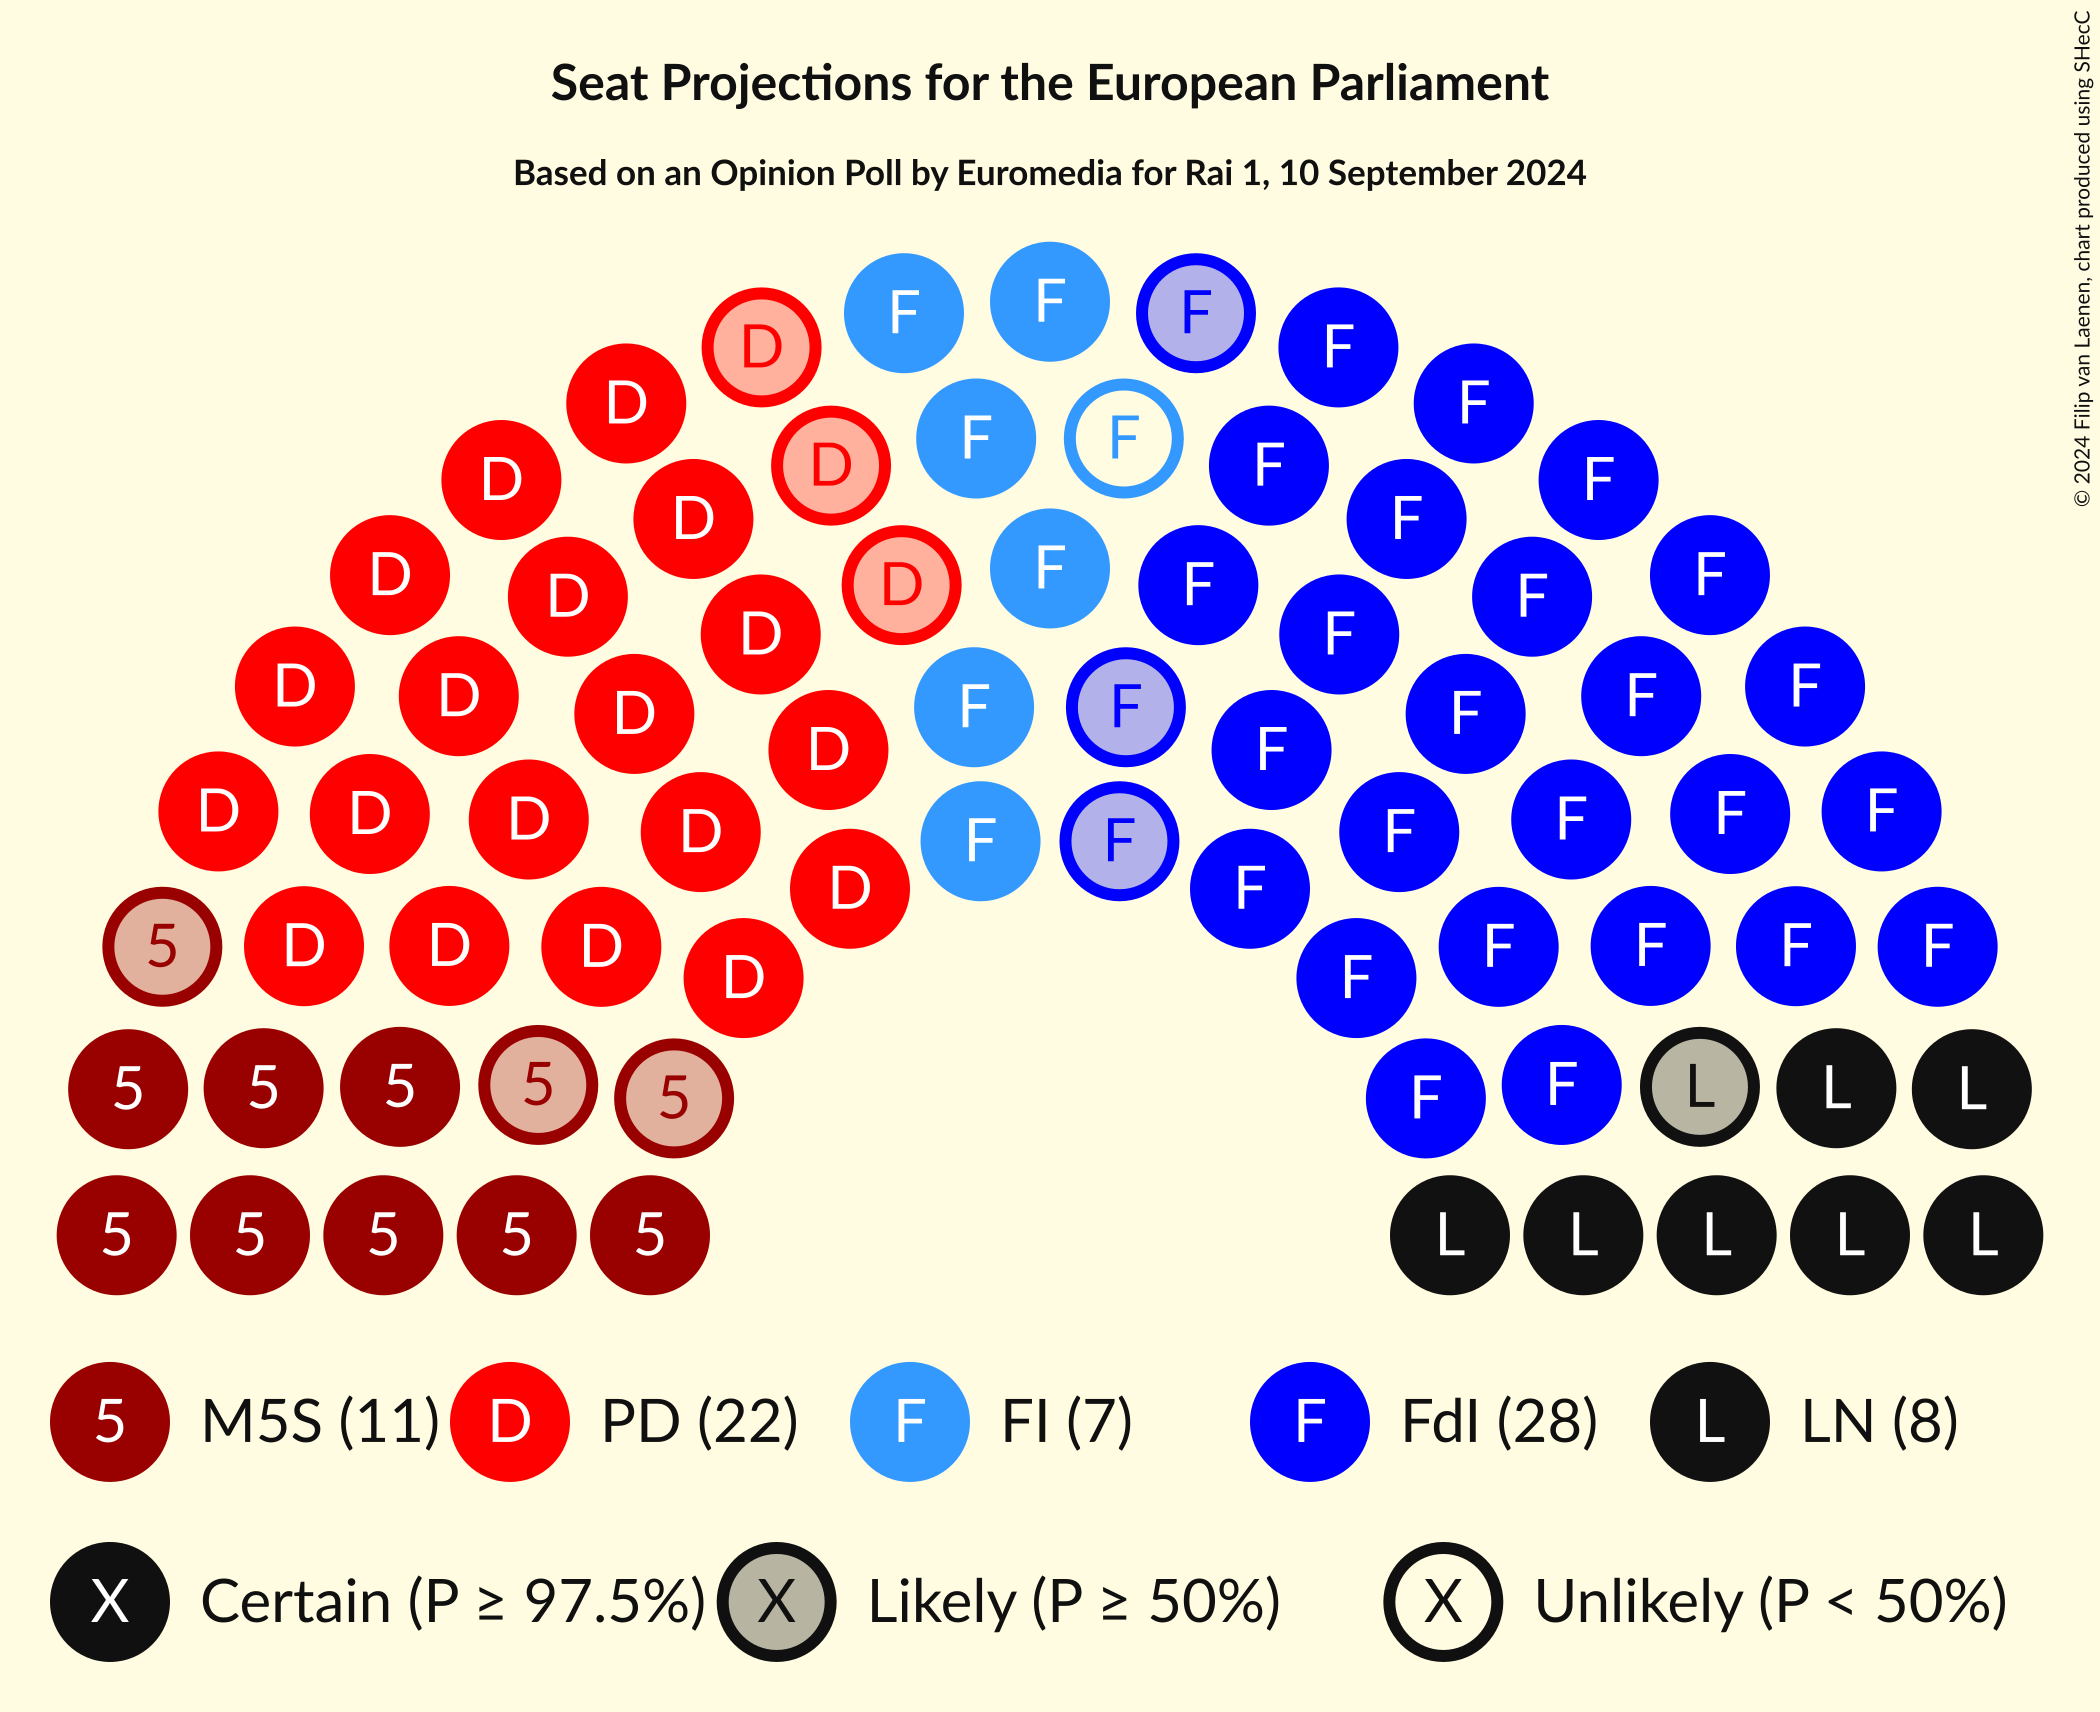 Seat Projections for the European Parliament
Based on an Opinion Poll by Euromedia for Rai 1, 10 September 2024
© 2024 Filip van Laenen, chart produced using SHecC
F
F F
D F
D F
F F
D F
D F
D F
F
D F
D F
D F
D F
D F
D F
F F
D F
D F
D F
D F
D F
D F
F F
D F
5 D D D F F F F
D F
5 5 5 5 5 F F L L L
5 5 5 5 5 L L L L L
5 M5S (11) D PD (22) F FI (7) F FdI (28) L LN (8)
X Certain (P ≥ 97.5%) X Likely (P ≥ 50%) X Unlikely (P < 50%)